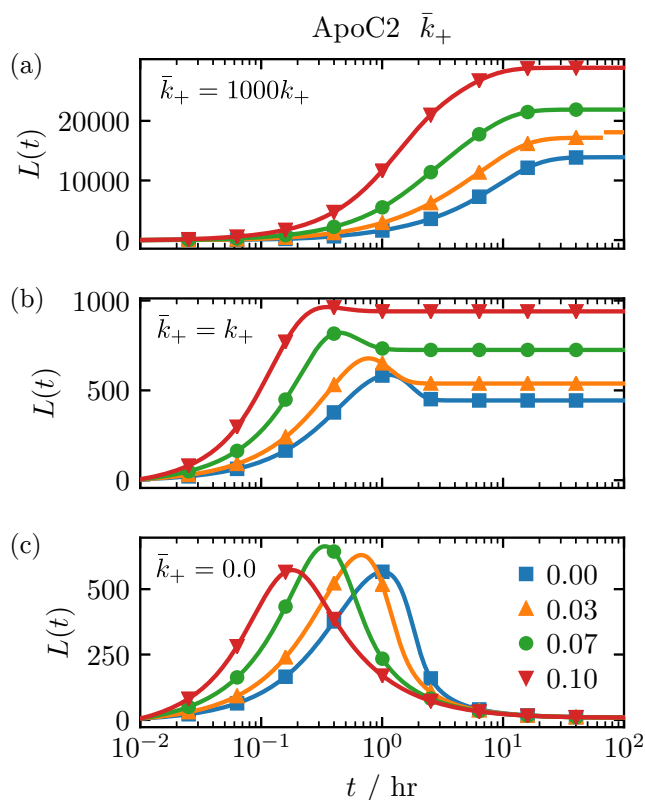 ApoC2 k̄₊
(a)
k̄₊ = 1000k₊
20000
10000
0
L(t)
(b)
k̄₊ = k₊
1000
500
0
L(t)
(c)
k̄₊ = 0.0
0.00
0.03
0.07
0.10
500
250
0
L(t)
10⁻² 10⁻¹ 10⁰ 10¹ 10²
t / hr